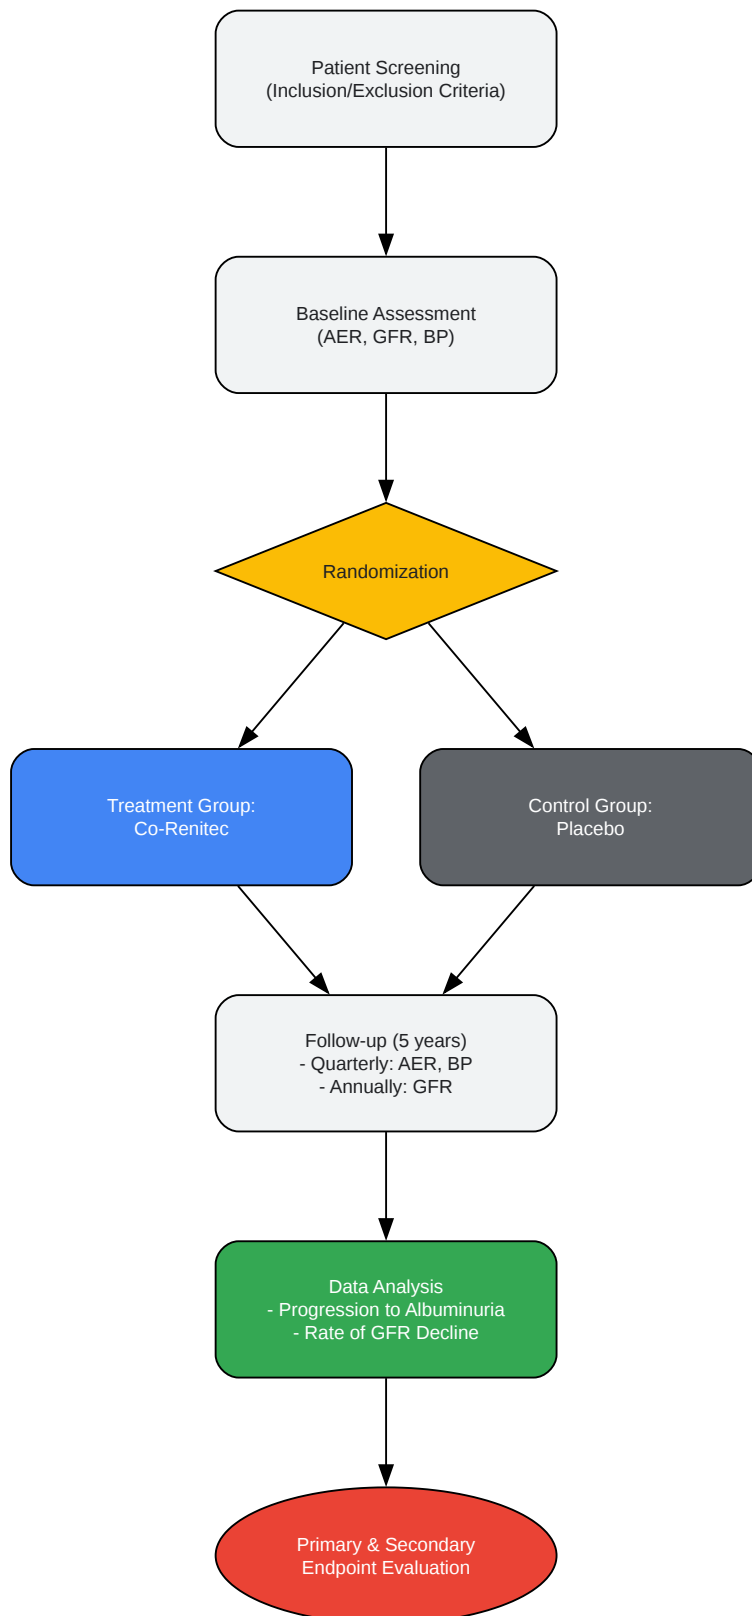 Patient Screening
(Inclusion/Exclusion Criteria)
Baseline Assessment
(AER, GFR, BP)
Randomization
Treatment Group:
Co-Renitec
Control Group:
Placebo
Follow-up (5 years)
- Quarterly: AER, BP
- Annually: GFR
Data Analysis
- Progression to Albuminuria
- Rate of GFR Decline
Primary & Secondary
Endpoint Evaluation